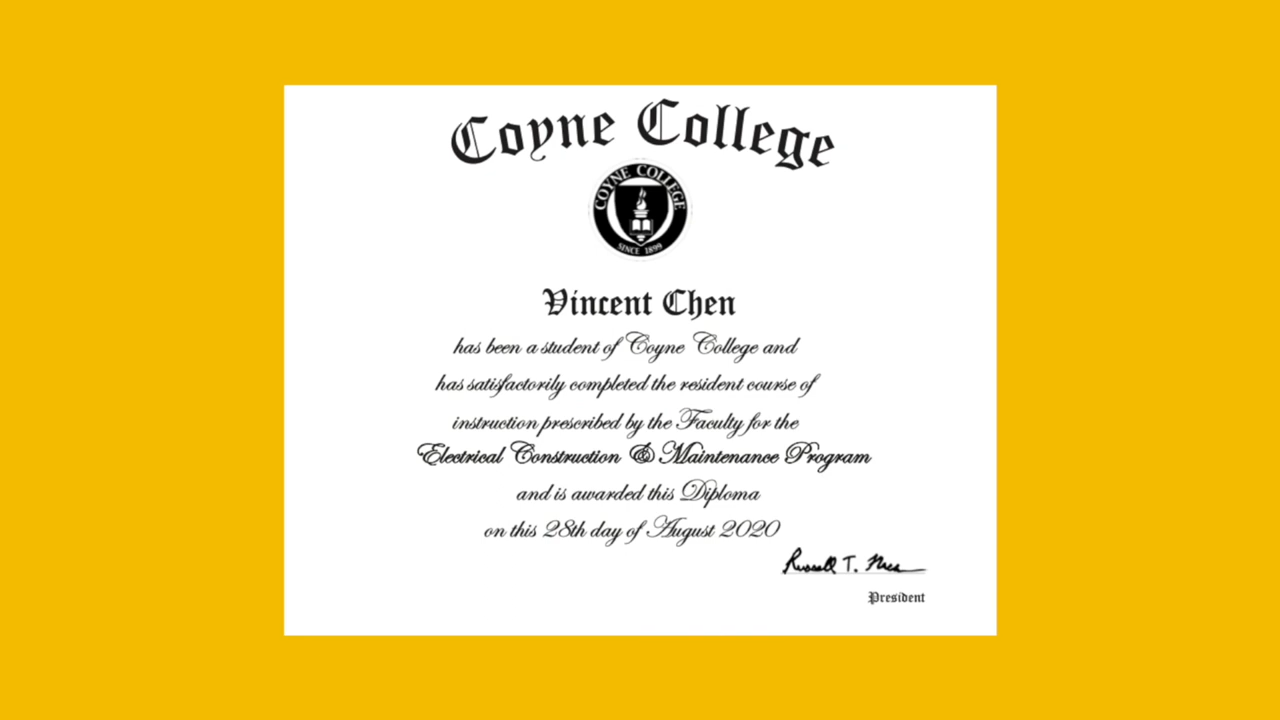 Coyne College
COYNE COLLEGE
SINCE 1899
Vincent Chen
has been a student of Coyne College and
has satisfactorily completed the resident course of
instruction prescribed by the Faculty for the
Electrical Construction & Maintenance Program
and is awarded this Diploma
on this 28th day of August 2020
Russell T.
President